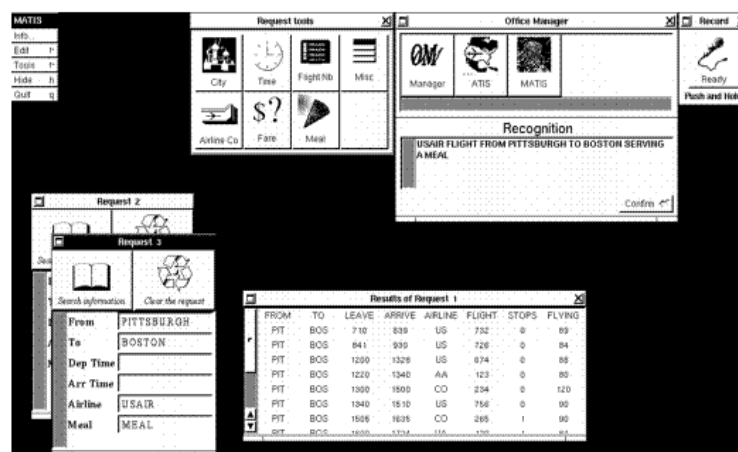 MATIS
Info...
Edit
Tools
Hide h
Quit q
Request tools
City
Time
Flight Nb
Misc
Airline Co
$?
Fare
Meal
Office Manager
OM
Manager
ATIS
MATIS
Recognition
USAIR FLIGHT FROM PITTSBURGH TO BOSTON SERVING
A MEAL
Confirm
Record
Ready
Push and Hold
Request 2
Request 3
Search information
Clear the request
From PITTSBURGH
To BOSTON
Dep Time
Arr Time
Airline USAIR
Meal MEAL
Results of Request 1
FROM TO LEAVE ARRIVE AIRLINE FLIGHT STOPS FLYING
PIT BOS 710 839 US 732 0 89
PIT BOS 841 US 0 84
PIT BOS 1200 1328 US 674 0 88
PIT BOS 1220 1340 AA 123 0 80
PIT BOS 1300 1500 CO 234 0 120
PIT BOS 1340 1510 US 756 0 90
PIT BOS 1505 1635 CO 265 1 90
PIT BOS